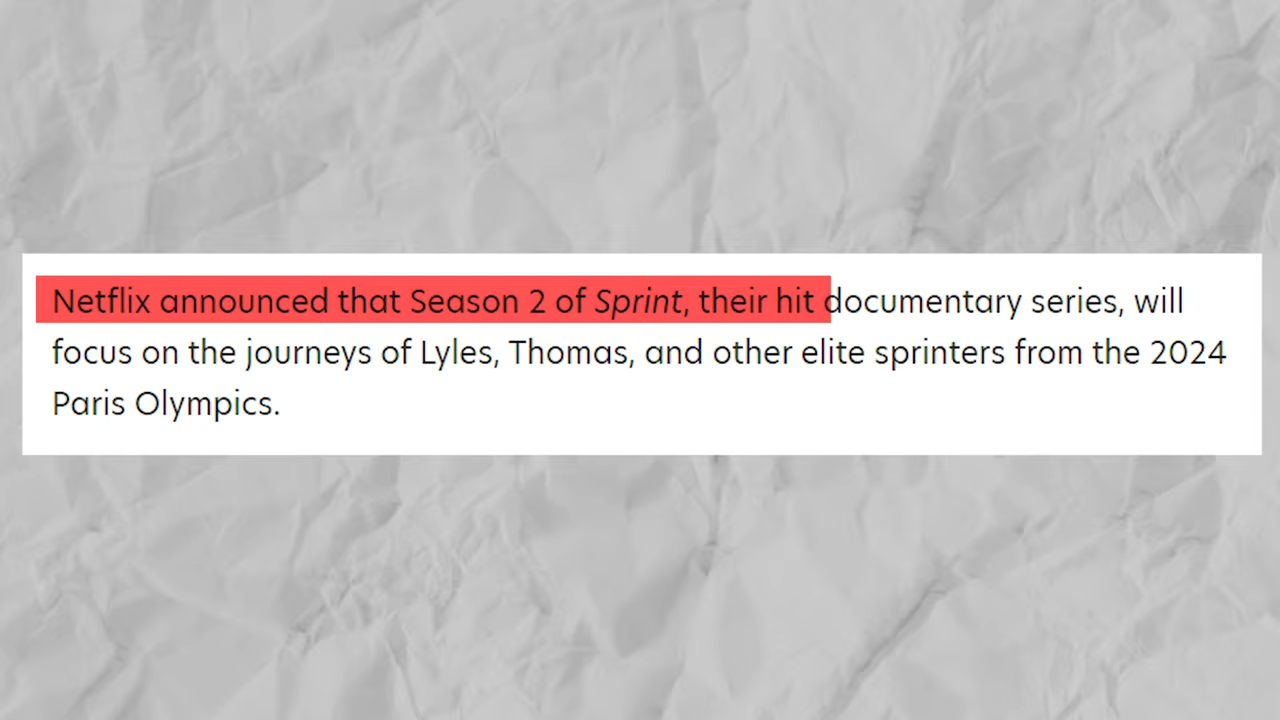 Netflix announced that Season 2 of Sprint, their hit documentary series, will
focus on the journeys of Lyles, Thomas, and other elite sprinters from the 2024
Paris Olympics.